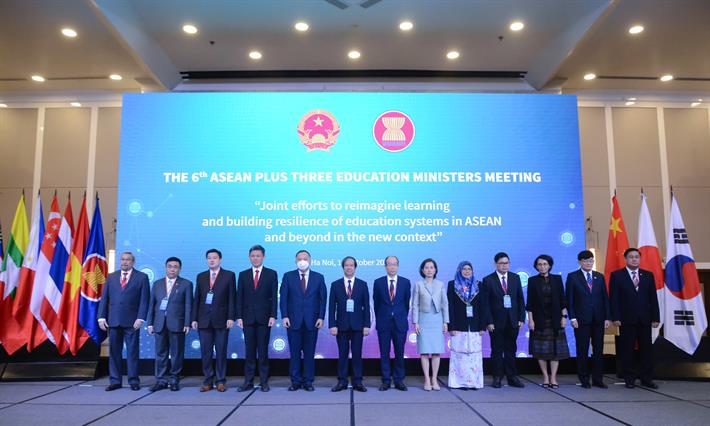 THE 6th ASEAN PLUS THREE EDUCATION MINISTERS MEETING
“Joint efforts to reimagine learning
and building resilience of education systems in ASEAN
and beyond in the new context”
Ha Noi, October